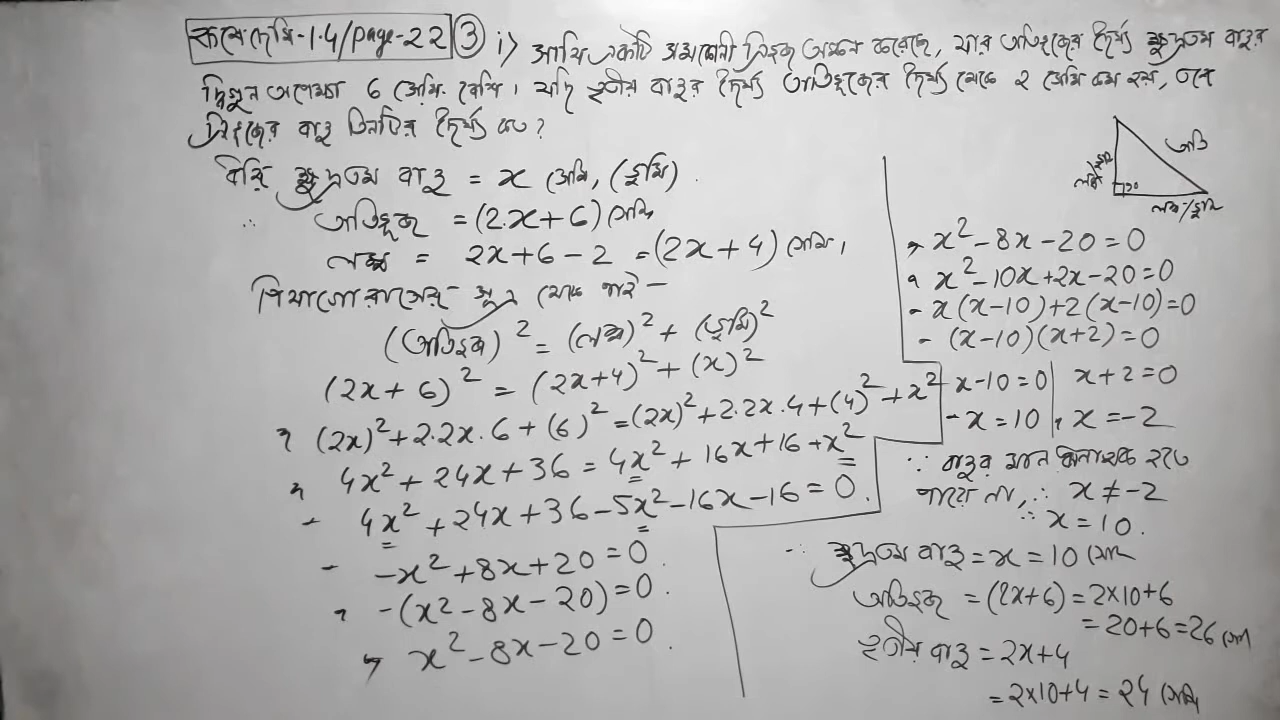 কষে দেখি-1.4/page-22 ③ i) আমি একটি সমকোনী ত্রিভুজ অঙ্কন করেছি, যার অতিভুজের দৈর্ঘ্য ক্ষুদ্রতম বাহুর
দ্বিগুন অপেক্ষা 6 সেমি. বেশি। যদি তৃতীয় বাহুর দৈর্ঘ্য অতিভুজের দৈর্ঘ্য থেকে ২ সেমি কম হয়, তবে
ত্রিভুজের বাহু তিনটির দৈর্ঘ্য কত ?
অতি
লম্ব/ভূমি
90
লম্ব/ভূমি
ধরি ক্ষুদ্রতম বাহু = x সেমি, (ভূমি).
∴ অতিভুজ = (2.x+6) সেমি
লম্ব = 2x+6-2 = (2x+4) সেমি।
পিথাগোরাসের সূত্র থেকে পাই —
(অতিভুজ)² = (লম্ব)² + (ভূমি)²
(2x+6)² = (2x+4)² + (x)²
বা (2x)²+2.2x.6+(6)² = (2x)²+2.2x.4+(4)²+x²
বা 4x²+24x+36 = 4x²+16x+16+x²
- 4x²+24x+36-5x²-16x-16=0.
- -x²+8x+20=0.
বা -(x²-8x-20)=0.
বা x²-8x-20=0.
বা x²-8x-20=0
বা x²-10x+2x-20=0
- x(x-10)+2(x-10)=0
- (x-10)(x+2)=0
x-10=0 | x+2=0
- x=10 | বা x=-2
∵ বাহুর মান ঋনাত্মক হতে
পারে না, ∴ x≠-2
∴ x=10.
∴ ক্ষুদ্রতম বাহু = x = 10 সেমি
অতিভুজ = (2x+6) = 2×10+6
= 20+6=26 সেমি
তৃতীয় বাহু = 2x+4
= 2×10+4 = 24 সেমি